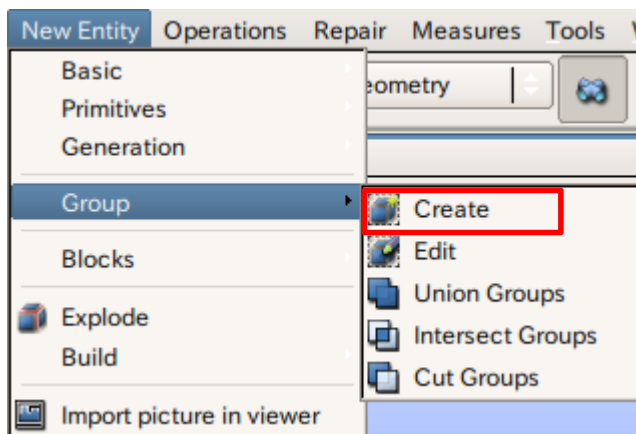 New Entity Operations Repair Measures Tools
Basic
eometry
Primitives
Generation
Group
Create
Edit
Blocks
Union Groups
Explode
Intersect Groups
Build
Cut Groups
Import picture in viewer